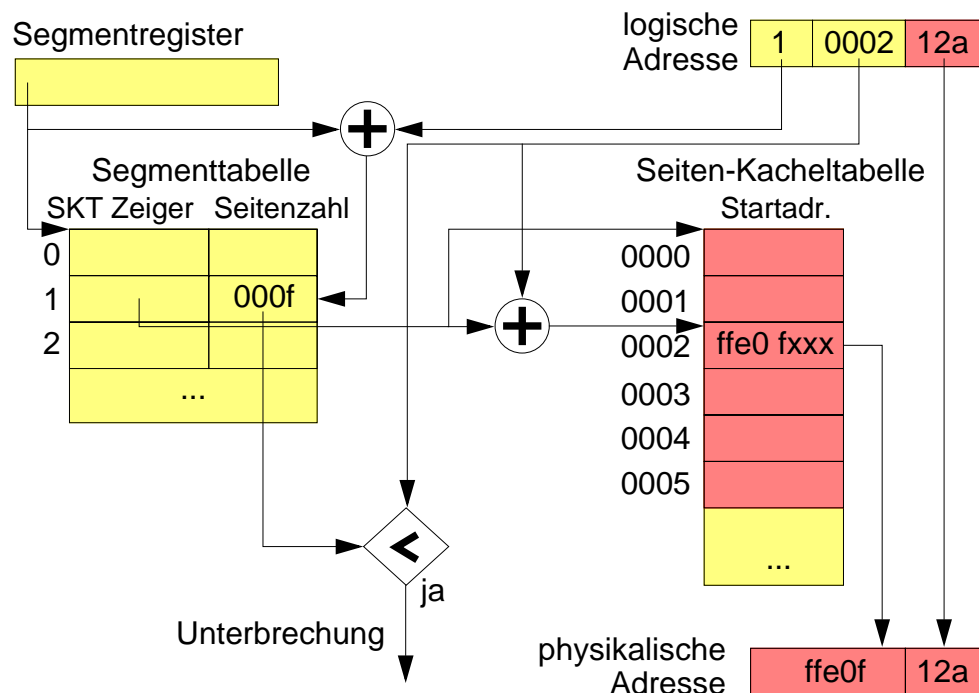 Segmentregister
logische
Adresse
1 0002 12a
+
Segmenttabelle
SKT Zeiger Seitenzahl
0
1 000f
2
...
+
Seiten-Kacheltabelle
Startadr.
0000
0001
0002 ffe0 fxxx
0003
0004
0005
...
<
ja
Unterbrechung
physikalische
Adresse
ffe0f 12a